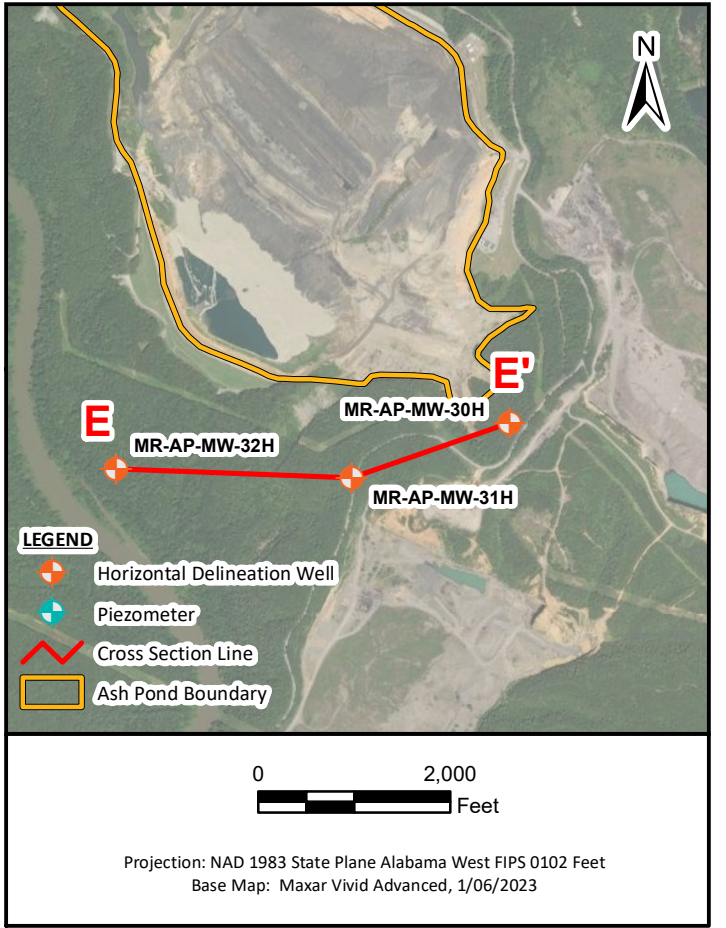 N
E'
MR-AP-MW-30H
E
MR-AP-MW-32H
MR-AP-MW-31H
LEGEND
Horizontal Delineation Well
Piezometer
Cross Section Line
Ash Pond Boundary
0 2,000
Feet
Projection: NAD 1983 State Plane Alabama West FIPS 0102 Feet
Base Map: Maxar Vivid Advanced, 1/06/2023